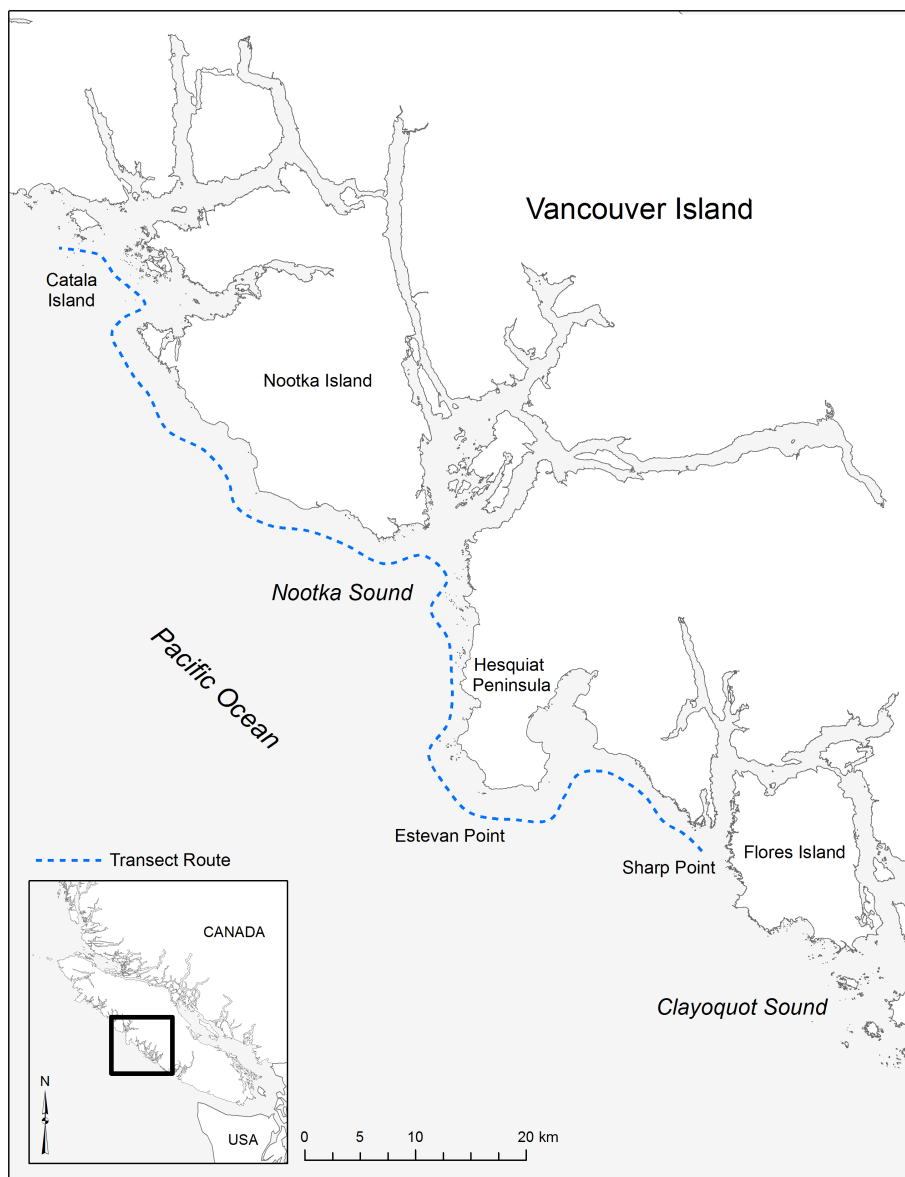 Vancouver Island
Catala
Island
Nootka Island
Nootka Sound
Pacific Ocean
Hesquiat
Peninsula
Estevan Point
Sharp Point
Flores Island
Clayoquot Sound
Transect Route
CANADA
USA
N
0 5 10 20 km